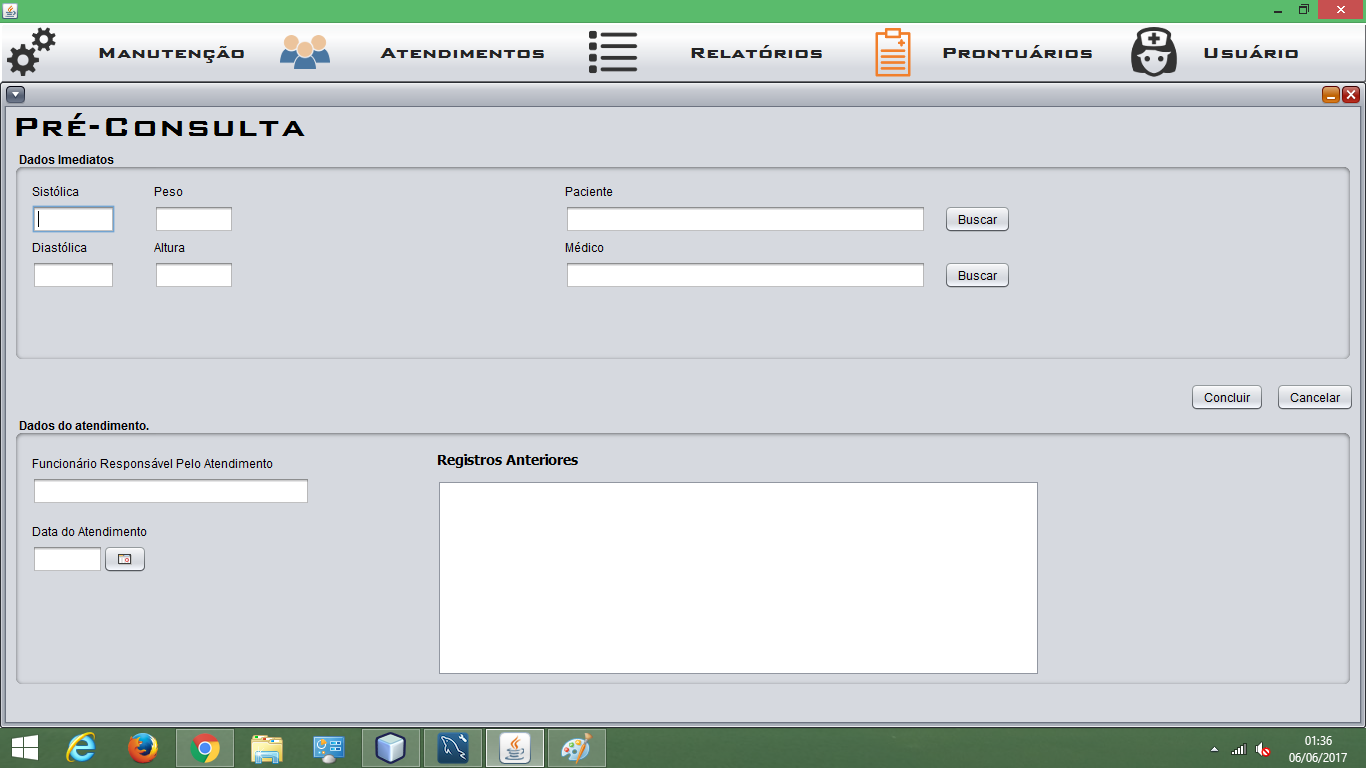 Manutenção Atendimentos Relatórios Prontuários Usuário
Pré-Consulta
Dados Imediatos
Sistólica Peso Paciente
Buscar
Diastólica Altura Médico
Buscar
Concluir Cancelar
Dados do atendimento.
Funcionário Responsável Pelo Atendimento Registros Anteriores
Data do Atendimento
01:36
06/06/2017